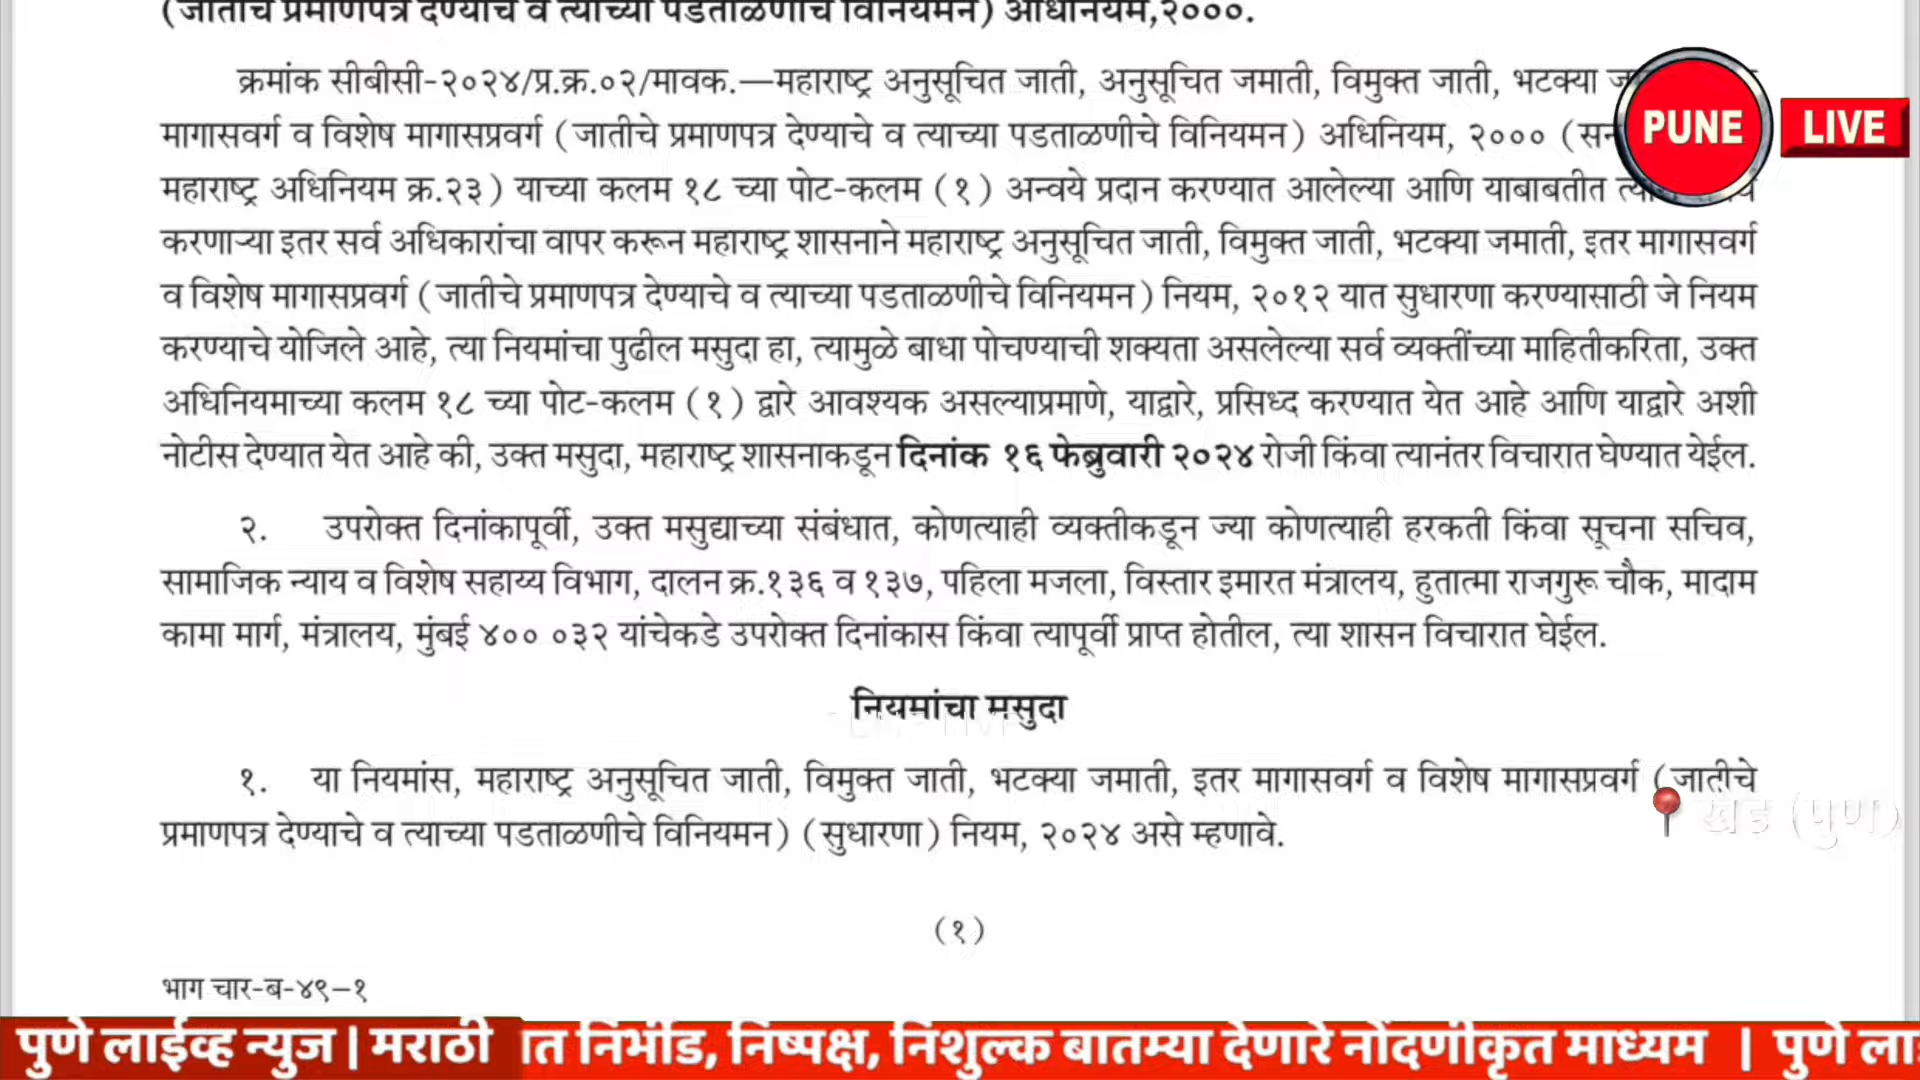 (जातीचे प्रमाणपत्र देण्याचे व त्याच्या पडताळणीचे विनियमन) अधिनियम,२०००.
क्रमांक सीबीसी-२०२४/प्र.क्र.०२/मावक.—महाराष्ट्र अनुसूचित जाती, अनुसूचित जमाती, विमुक्त जाती, भटक्या
मागासवर्ग व विशेष मागासप्रवर्ग (जातीचे प्रमाणपत्र देण्याचे व त्याच्या पडताळणीचे विनियमन) अधिनियम, २००० (सन
महाराष्ट्र अधिनियम क्र.२३) याच्या कलम १८ च्या पोट-कलम (१) अन्वये प्रदान करण्यात आलेल्या आणि याबाबतीत
करणाऱ्या इतर सर्व अधिकारांचा वापर करून महाराष्ट्र शासनाने महाराष्ट्र अनुसूचित जाती, विमुक्त जाती, भटक्या जमाती, इतर मागासवर्ग
व विशेष मागासप्रवर्ग (जातीचे प्रमाणपत्र देण्याचे व त्याच्या पडताळणीचे विनियमन) नियम, २०१२ यात सुधारणा करण्यासाठी जे नियम
करण्याचे योजिले आहे, त्या नियमांचा पुढील मसुदा हा, त्यामुळे बाधा पोचण्याची शक्यता असलेल्या सर्व व्यक्तींच्या माहितीकरिता, उक्त
अधिनियमाच्या कलम १८ च्या पोट-कलम (१) द्वारे आवश्यक असल्याप्रमाणे, याद्वारे, प्रसिध्द करण्यात येत आहे आणि याद्वारे अशी
नोटीस देण्यात येत आहे की, उक्त मसुदा, महाराष्ट्र शासनाकडून दिनांक १६ फेब्रुवारी २०२४ रोजी किंवा त्यानंतर विचारात घेण्यात येईल.
२. उपरोक्त दिनांकापूर्वी, उक्त मसुद्याच्या संबंधात, कोणत्याही व्यक्तीकडून ज्या कोणत्याही हरकती किंवा सूचना सचिव,
सामाजिक न्याय व विशेष सहाय्य विभाग, दालन क्र.१३६ व १३७, पहिला मजला, विस्तार इमारत मंत्रालय, हुतात्मा राजगुरू चौक, मादाम
कामा मार्ग, मंत्रालय, मुंबई ४०० ०३२ यांचेकडे उपरोक्त दिनांकास किंवा त्यापूर्वी प्राप्त होतील, त्या शासन विचारात घेईल.
नियमांचा मसुदा
१. या नियमांस, महाराष्ट्र अनुसूचित जाती, विमुक्त जाती, भटक्या जमाती, इतर मागासवर्ग व विशेष मागासप्रवर्ग (जातीचे
प्रमाणपत्र देण्याचे व त्याच्या पडताळणीचे विनियमन) (सुधारणा) नियम, २०२४ असे म्हणावे.
(१)
भाग चार-ब-४९—१
PUNE LIVE
खेड (पुणे)
पुणे लाईव्ह न्युज | मराठी
त निर्भीड, निष्पक्ष, निशुल्क बातम्या देणारे नोंदणीकृत माध्यम | पुणे